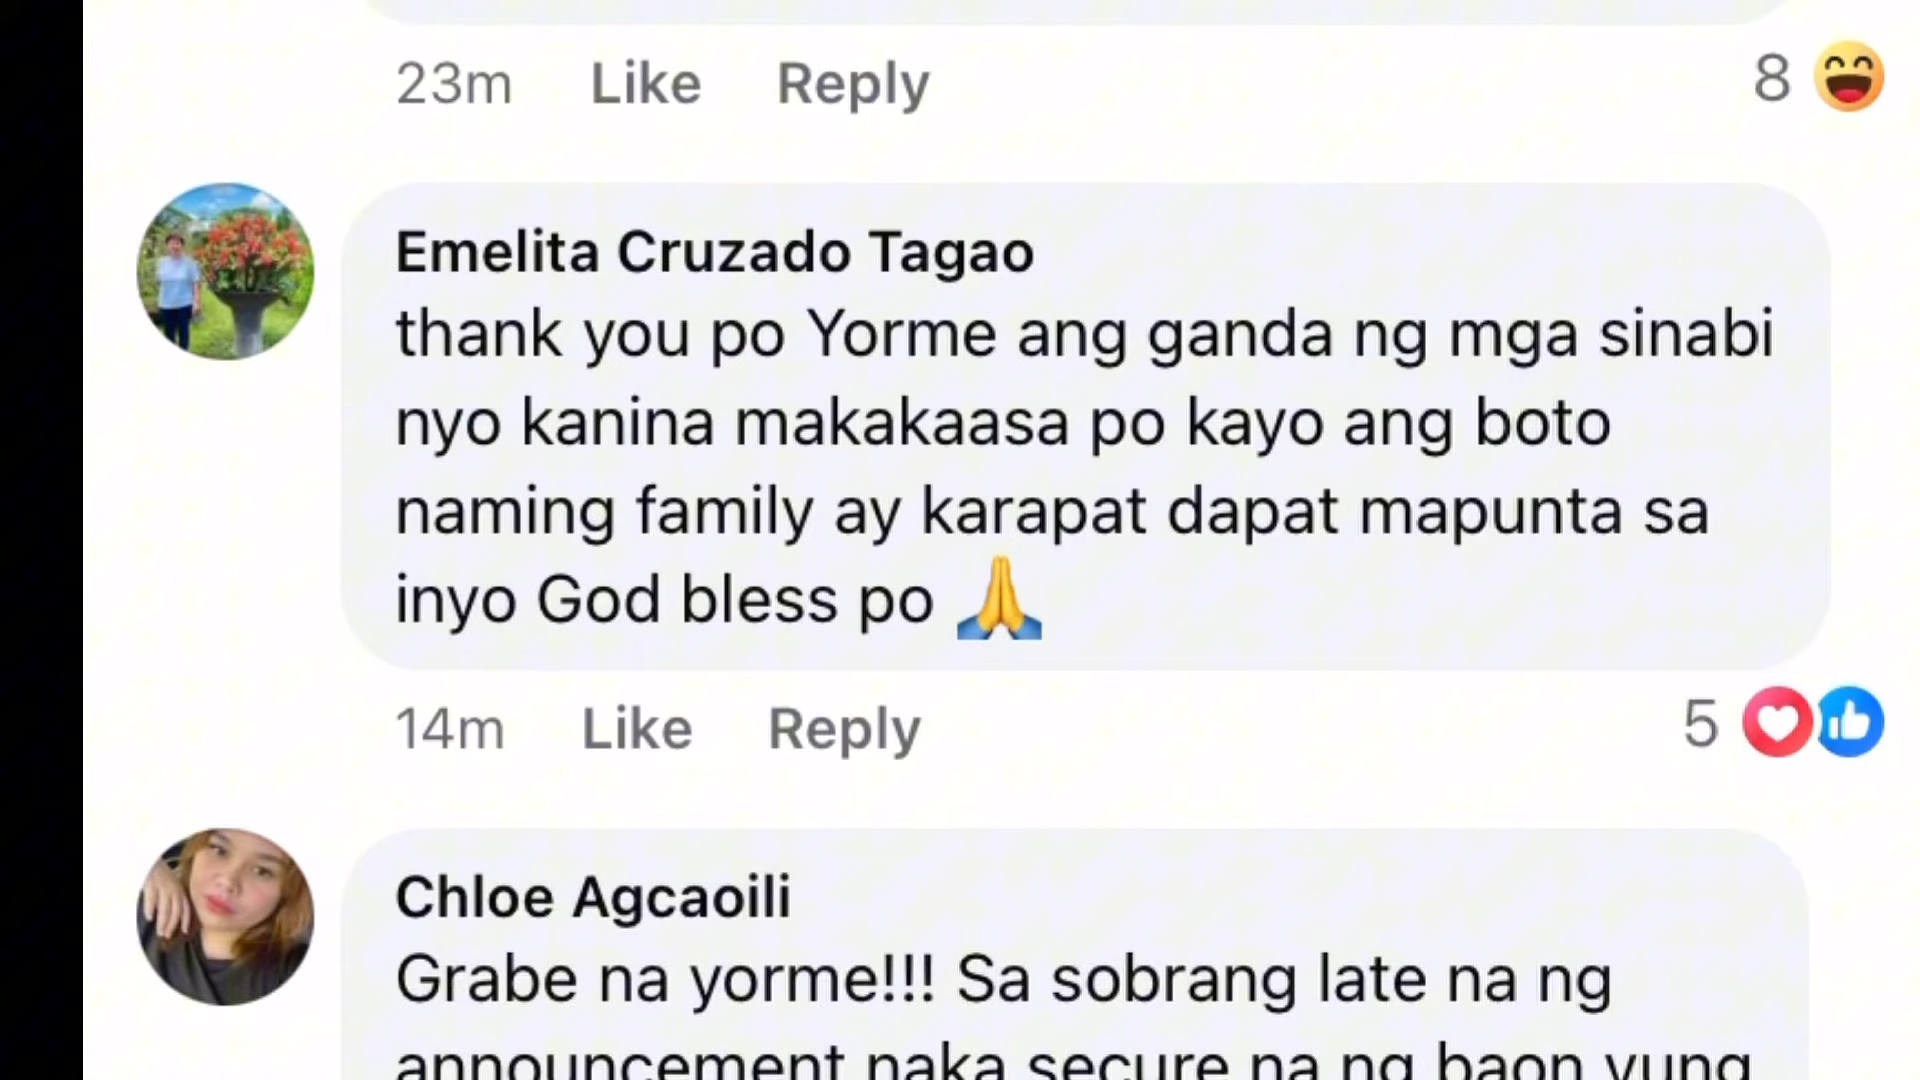 23m Like Reply 8
Emelita Cruzado Tagao
thank you po Yorme ang ganda ng mga sinabi
nyo kanina makakaasa po kayo ang boto
naming family ay karapat dapat mapunta sa
inyo God bless po 🙏
14m Like Reply 5
Chloe Agcaoili
Grabe na yorme!!! Sa sobrang late na ng
announcement naka secure na ng baon yung